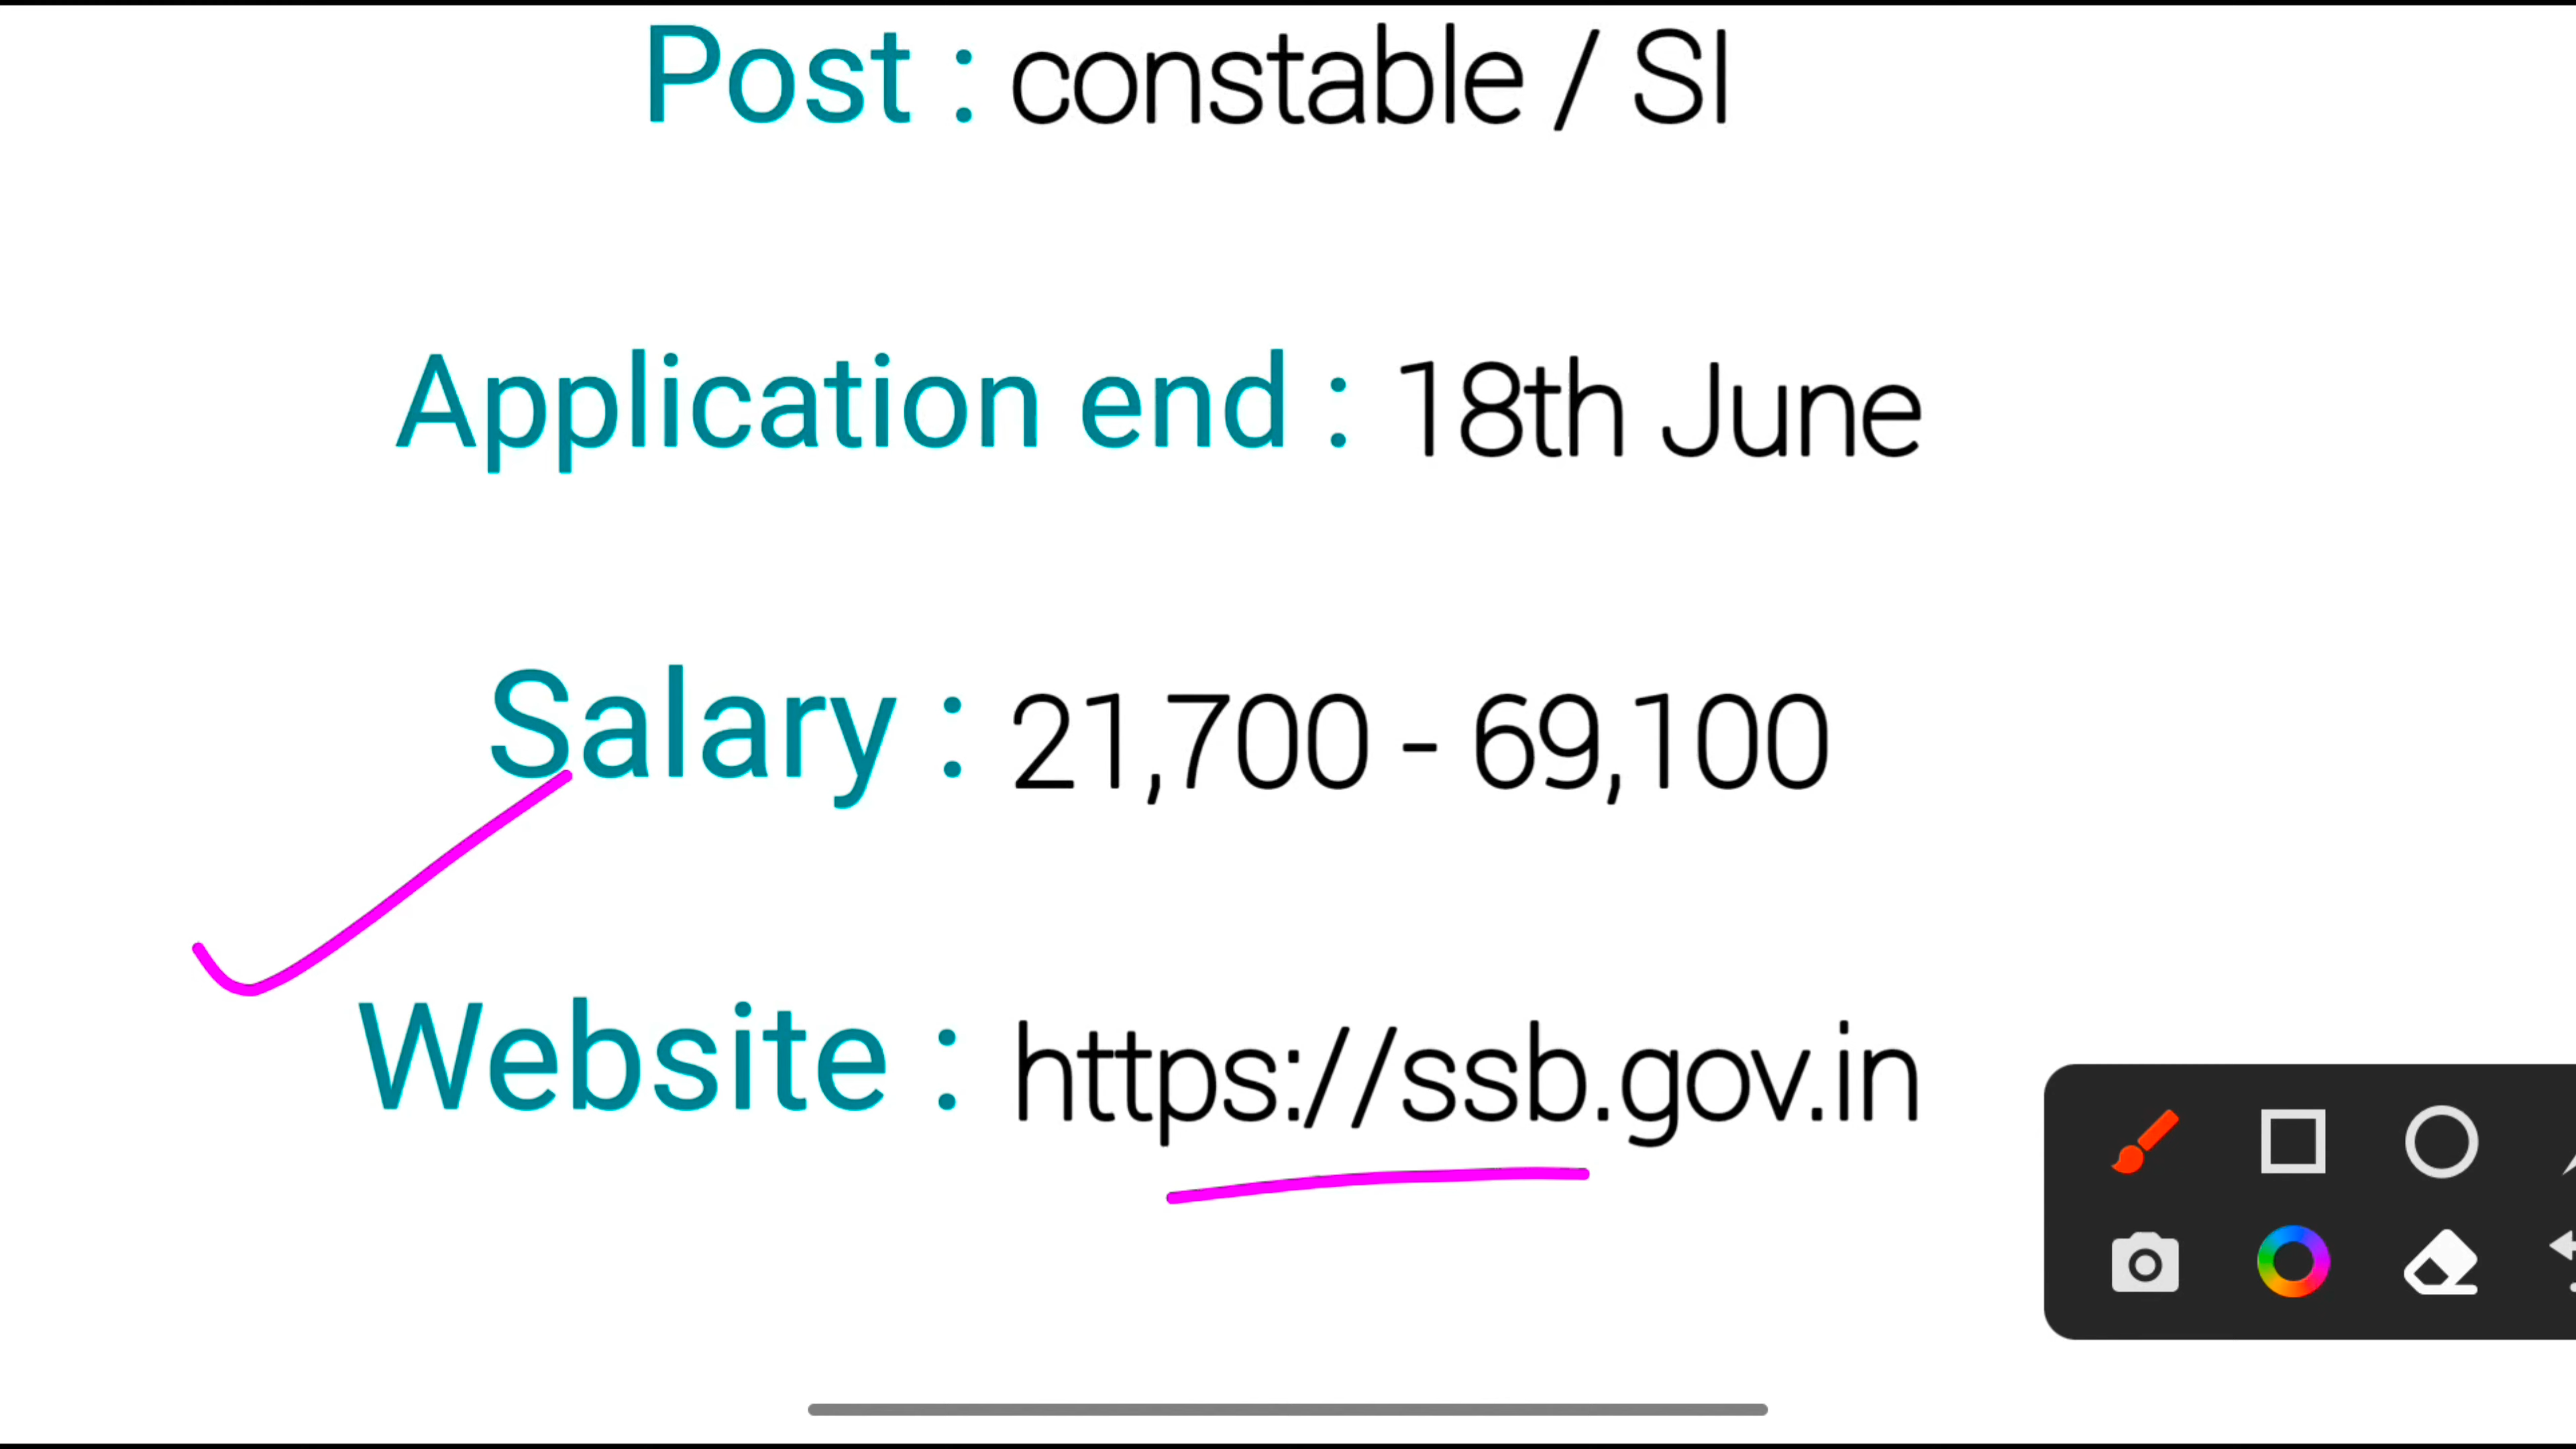 Post : constable / SI
Application end : 18th June
Salary : 21,700 - 69,100
Website : https://ssb.gov.in